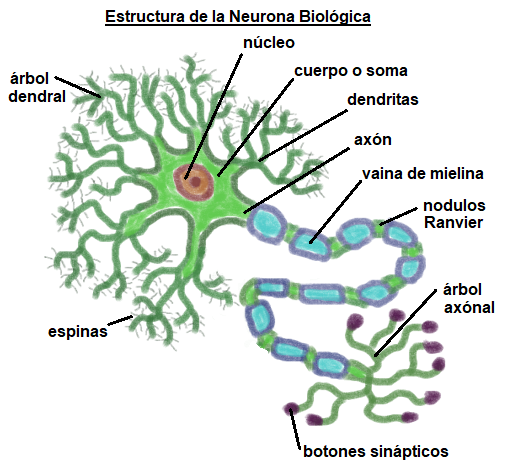 Estructura de la Neurona Biológica
núcleo
cuerpo o soma
árbol
dendral
dendritas
axón
vaina de mielina
nodulos
Ranvier
árbol
axónal
espinas
botones sinápticos